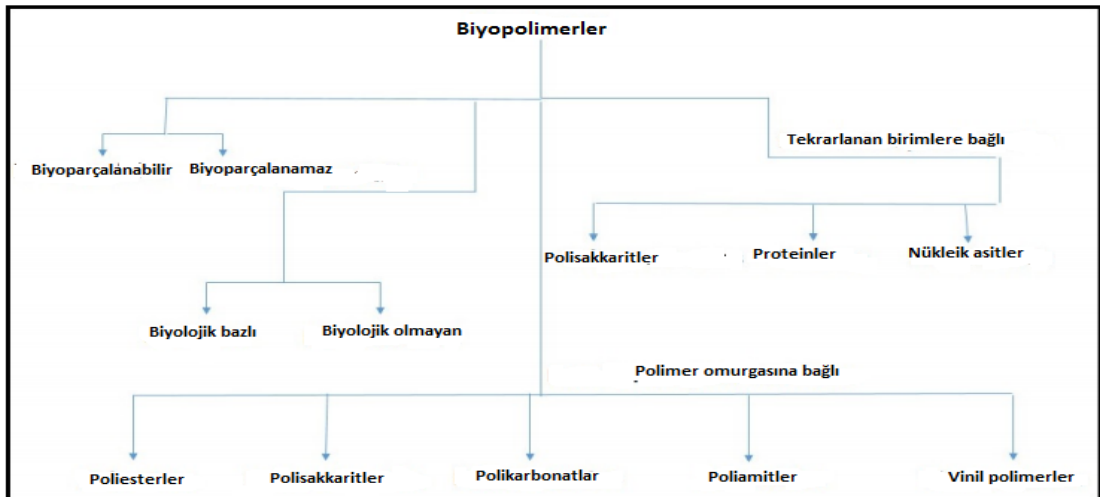 Biyopolimerler
Tekrarlanan birimlere bağlı
Biyoparçalanabilir
Biyoparçalanamaz
Polisakkaritler
Proteinler
Nükleik asitler
Biyolojik bazlı
Biyolojik olmayan
Polimer omurgasına bağlı
Poliesterler
Polisakkaritler
Polikarbonatlar
Poliamitler
Vinil polimerler